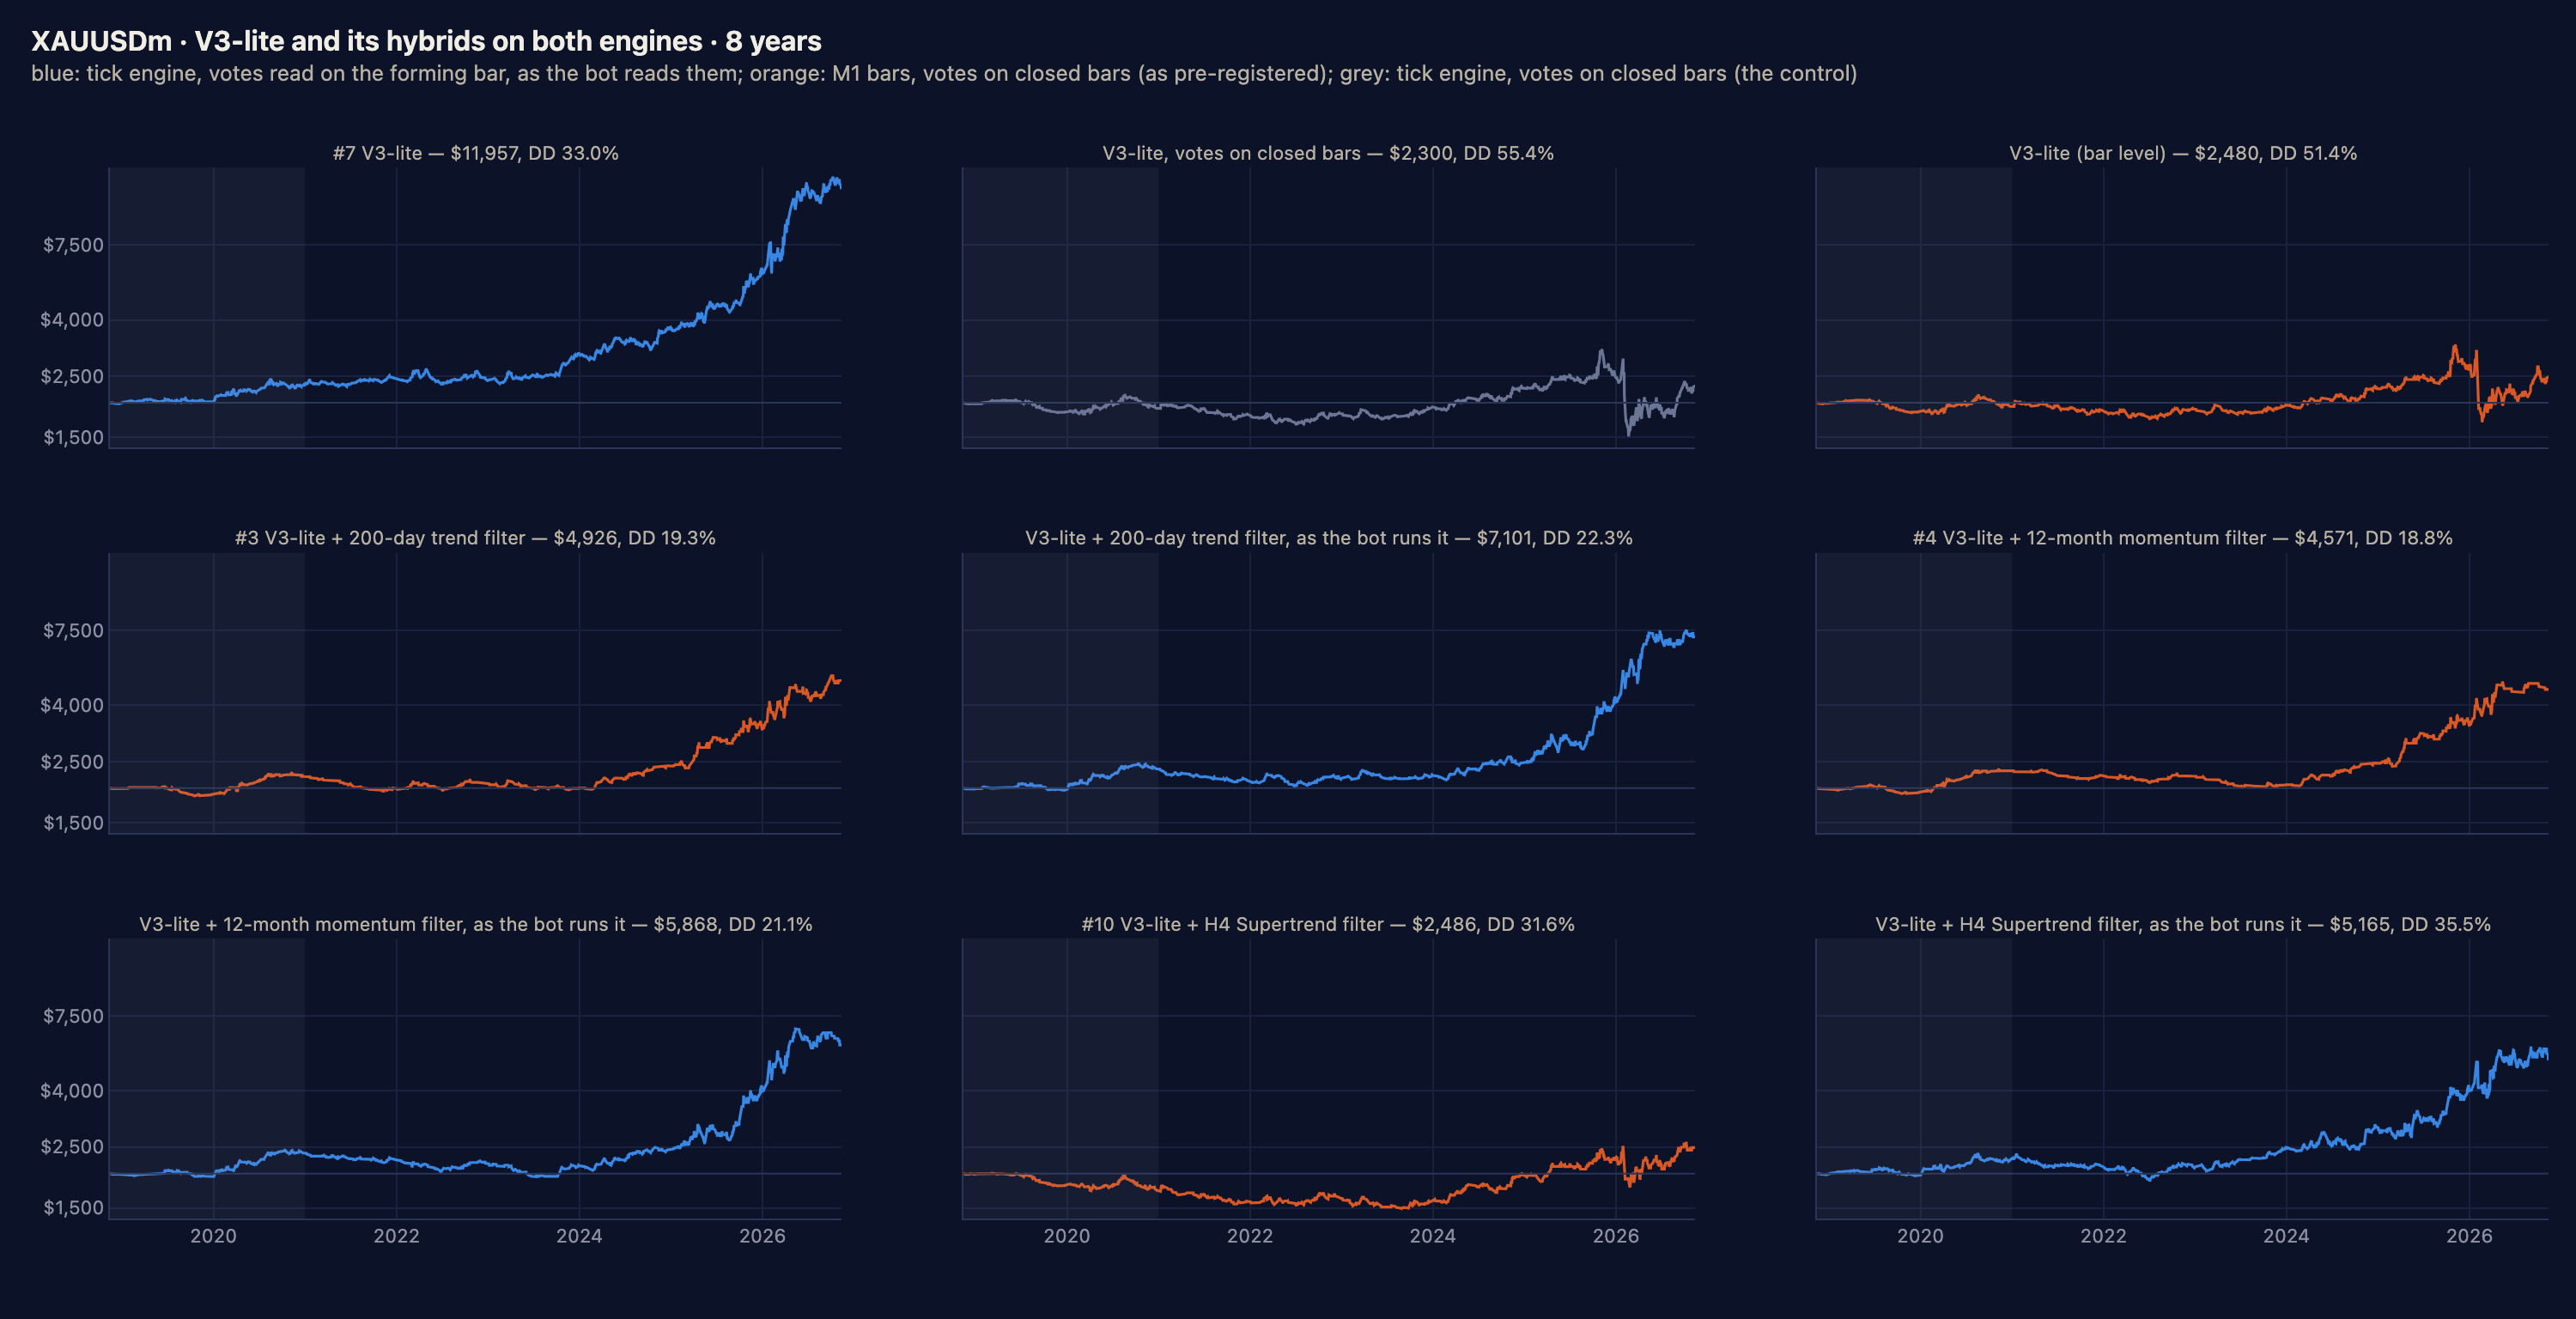 XAUUSDm · V3-lite and its hybrids on both engines · 8 years
blue: tick engine, votes read on the forming bar, as the bot reads them; orange: M1 bars, votes on closed bars (as pre-registered); grey: tick engine, votes on closed bars (the control)
#7 V3-lite — $11,957, DD 33.0%
V3-lite, votes on closed bars — $2,300, DD 55.4%
V3-lite (bar level) — $2,480, DD 51.4%
$7,500
$4,000
$2,500
$1,500
#3 V3-lite + 200-day trend filter — $4,926, DD 19.3%
V3-lite + 200-day trend filter, as the bot runs it — $7,101, DD 22.3%
#4 V3-lite + 12-month momentum filter — $4,571, DD 18.8%
$7,500
$4,000
$2,500
$1,500
V3-lite + 12-month momentum filter, as the bot runs it — $5,868, DD 21.1%
#10 V3-lite + H4 Supertrend filter — $2,486, DD 31.6%
V3-lite + H4 Supertrend filter, as the bot runs it — $5,165, DD 35.5%
$7,500
$4,000
$2,500
$1,500
2020 2022 2024 2026
2020 2022 2024 2026
2020 2022 2024 2026